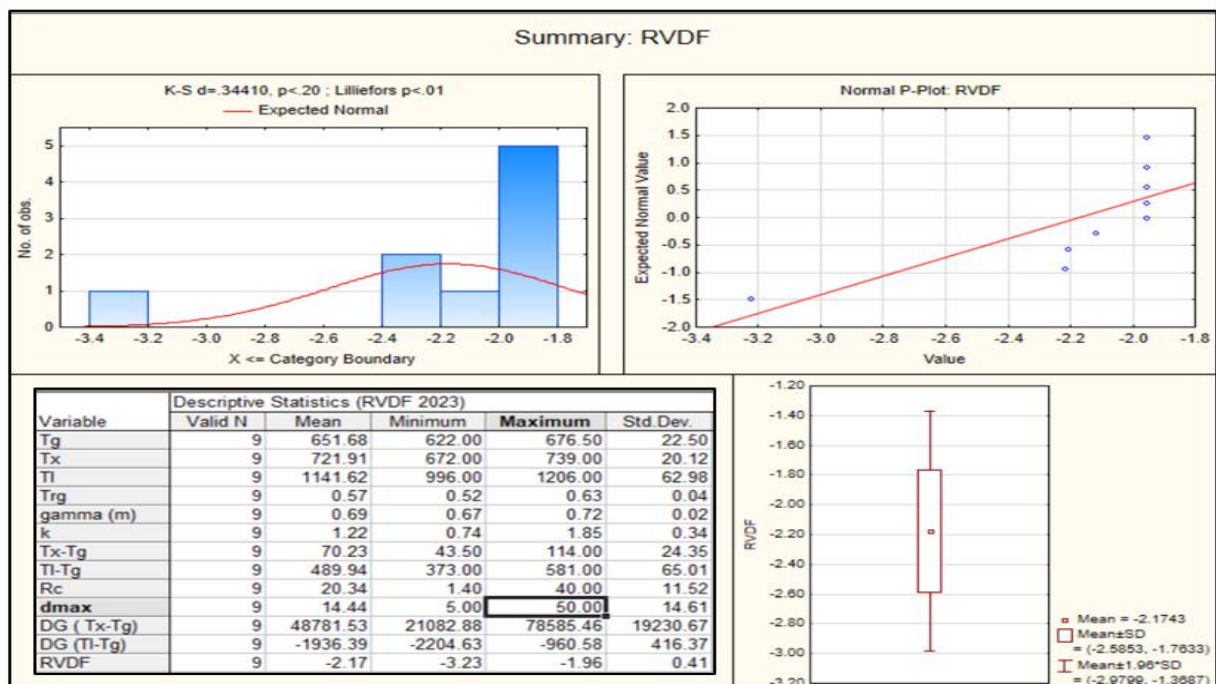 Summary: RVDF
K-S d=.34410, p<.20 ; Lilliefors p<.01
Expected Normal
No. of obs.
5
4
3
2
1
0
-3.4 -3.2 -3.0 -2.8 -2.6 -2.4 -2.2 -2.0 -1.8
X <= Category Boundary
Normal P-Plot: RVDF
Expected Normal Value
2.0
1.5
1.0
0.5
0.0
-0.5
-1.0
-1.5
-2.0
-3.4 -3.2 -3.0 -2.8 -2.6 -2.4 -2.2 -2.0 -1.8
Value
Descriptive Statistics (RVDF 2023)
Variable Valid N Mean Minimum Maximum Std.Dev.
Tg 9 651.68 622.00 676.50 22.50
Tx 9 721.91 672.00 739.00 20.12
Tl 9 1141.62 996.00 1206.00 62.98
Trg 9 0.57 0.52 0.63 0.04
gamma (m) 9 0.69 0.67 0.72 0.02
k 9 1.22 0.74 1.85 0.34
Tx-Tg 9 70.23 43.50 114.00 24.35
Tl-Tg 9 489.94 373.00 581.00 65.01
Rc 9 20.34 1.40 40.00 11.52
dmax 9 14.44 5.00 50.00 14.61
DG ( Tx-Tg) 9 48781.53 21082.88 78585.46 19230.67
DG (Tl-Tg) 9 -1936.39 -2204.63 -960.58 416.37
RVDF 9 -2.17 -3.23 -1.96 0.41
RVDF
-1.20
-1.40
-1.60
-1.80
-2.00
-2.20
-2.40
-2.60
-2.80
-3.00
-3.20
Mean = -2.1743
Mean±SD
= (-2.5853, -1.7633)
Mean±1.96*SD
= (-2.9799, -1.3687)